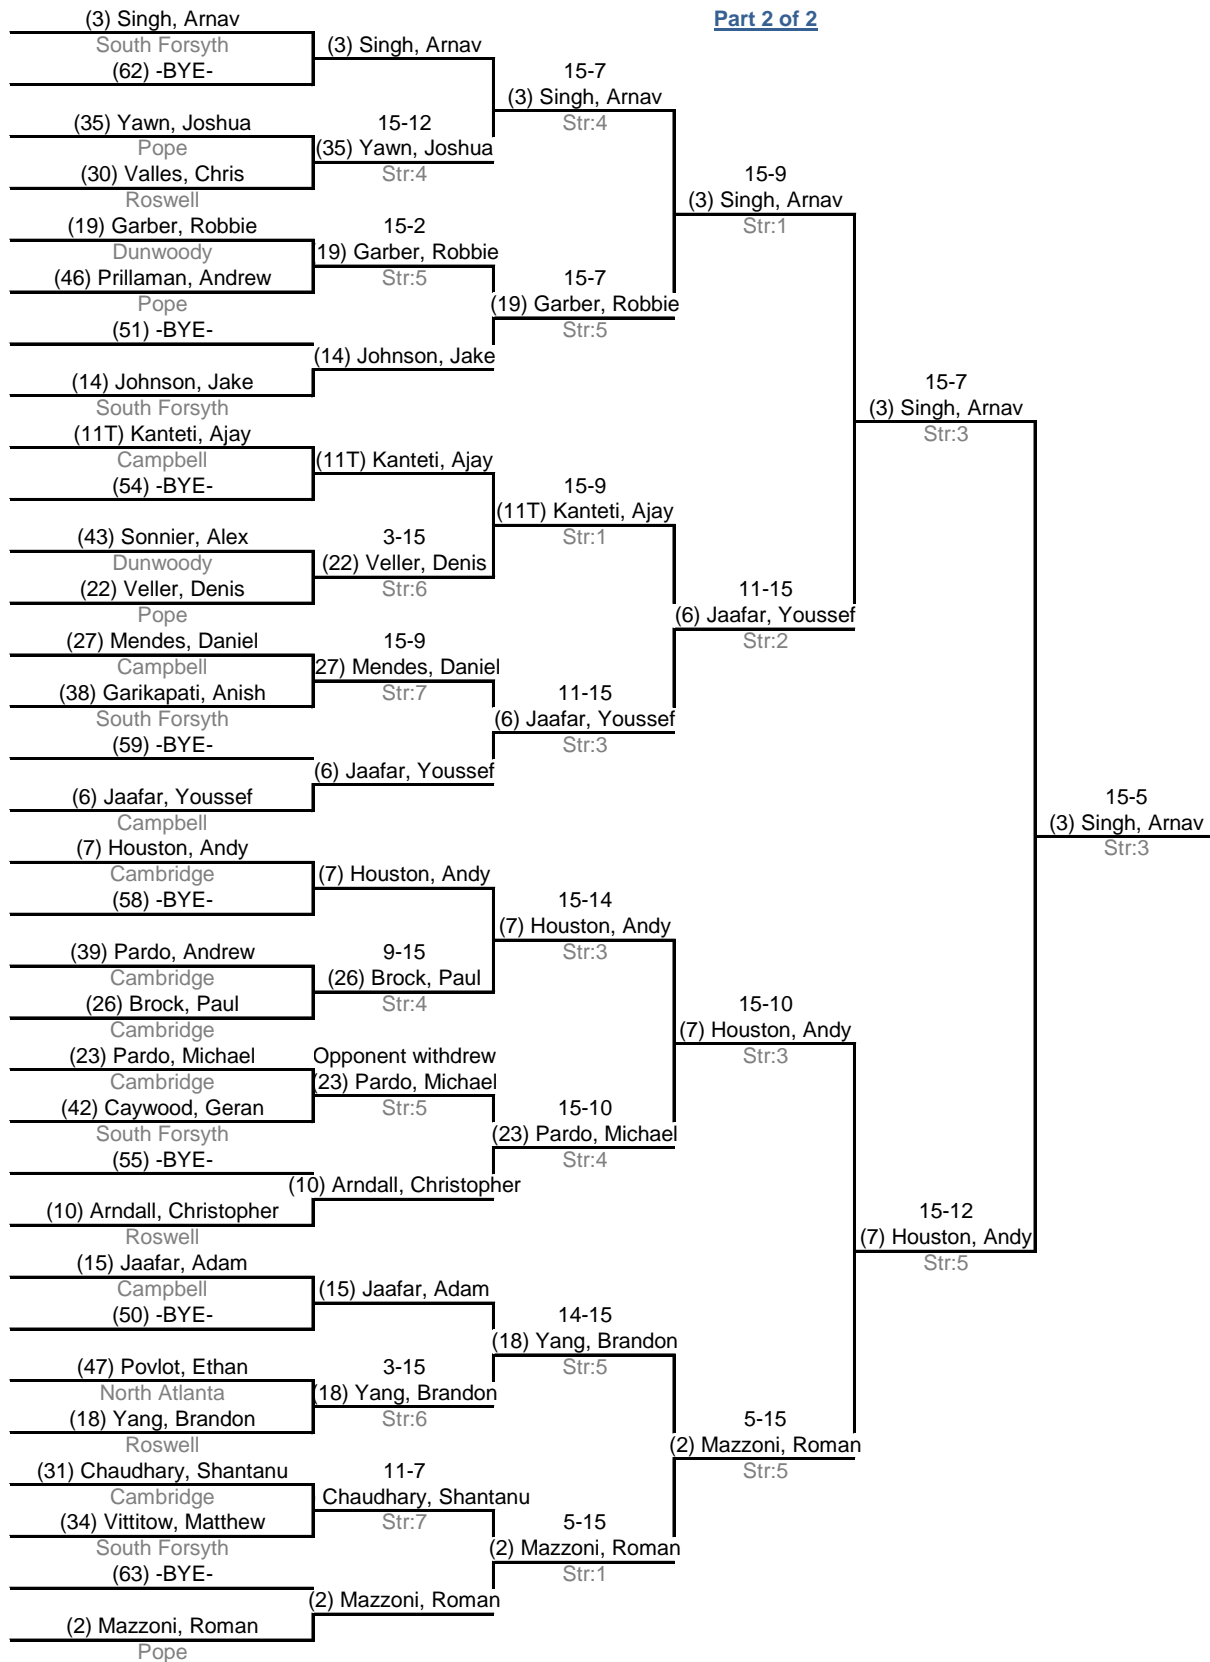 Part 2 of 2
(3) Singh, Arnav
South Forsyth
(3) Singh, Arnav
(62) -BYE-
15-7
(3) Singh, Arnav
Str:4
(35) Yawn, Joshua
15-12
Pope
(35) Yawn, Joshua
(30) Valles, Chris
Str:4
15-9
Roswell
(3) Singh, Arnav
(19) Garber, Robbie
15-2
Str:1
Dunwoody
19) Garber, Robbie
(46) Prillaman, Andrew
Str:5
15-7
Pope
(19) Garber, Robbie
(51) -BYE-
Str:5
(14) Johnson, Jake
(14) Johnson, Jake
15-7
South Forsyth
(3) Singh, Arnav
(11T) Kanteti, Ajay
Str:3
Campbell
(11T) Kanteti, Ajay
(54) -BYE-
15-9
(11T) Kanteti, Ajay
(43) Sonnier, Alex
3-15
Str:1
Dunwoody
(22) Veller, Denis
(22) Veller, Denis
Str:6
11-15
Pope
(6) Jaafar, Youssef
(27) Mendes, Daniel
15-9
Str:2
Campbell
27) Mendes, Daniel
(38) Garikapati, Anish
Str:7
11-15
South Forsyth
(6) Jaafar, Youssef
(59) -BYE-
Str:3
(6) Jaafar, Youssef
(6) Jaafar, Youssef
15-5
Campbell
(3) Singh, Arnav
(7) Houston, Andy
Str:3
Cambridge
(7) Houston, Andy
(58) -BYE-
15-14
(7) Houston, Andy
(39) Pardo, Andrew
9-15
Str:3
Cambridge
(26) Brock, Paul
(26) Brock, Paul
Str:4
15-10
Cambridge
(7) Houston, Andy
(23) Pardo, Michael
Opponent withdrew
Str:3
Cambridge
(23) Pardo, Michael
(42) Caywood, Geran
Str:5
15-10
South Forsyth
(23) Pardo, Michael
(55) -BYE-
Str:4
(10) Arndall, Christopher
(10) Arndall, Christopher
15-12
Roswell
(7) Houston, Andy
(15) Jaafar, Adam
Str:5
Campbell
(15) Jaafar, Adam
(50) -BYE-
14-15
(18) Yang, Brandon
(47) Povlot, Ethan
3-15
Str:5
North Atlanta
(18) Yang, Brandon
(18) Yang, Brandon
Str:6
5-15
Roswell
(2) Mazzoni, Roman
(31) Chaudhary, Shantanu
11-7
Str:5
Cambridge
Chaudhary, Shantanu
(34) Vittitow, Matthew
Str:7
5-15
South Forsyth
(2) Mazzoni, Roman
(63) -BYE-
Str:1
(2) Mazzoni, Roman
(2) Mazzoni, Roman
Pope